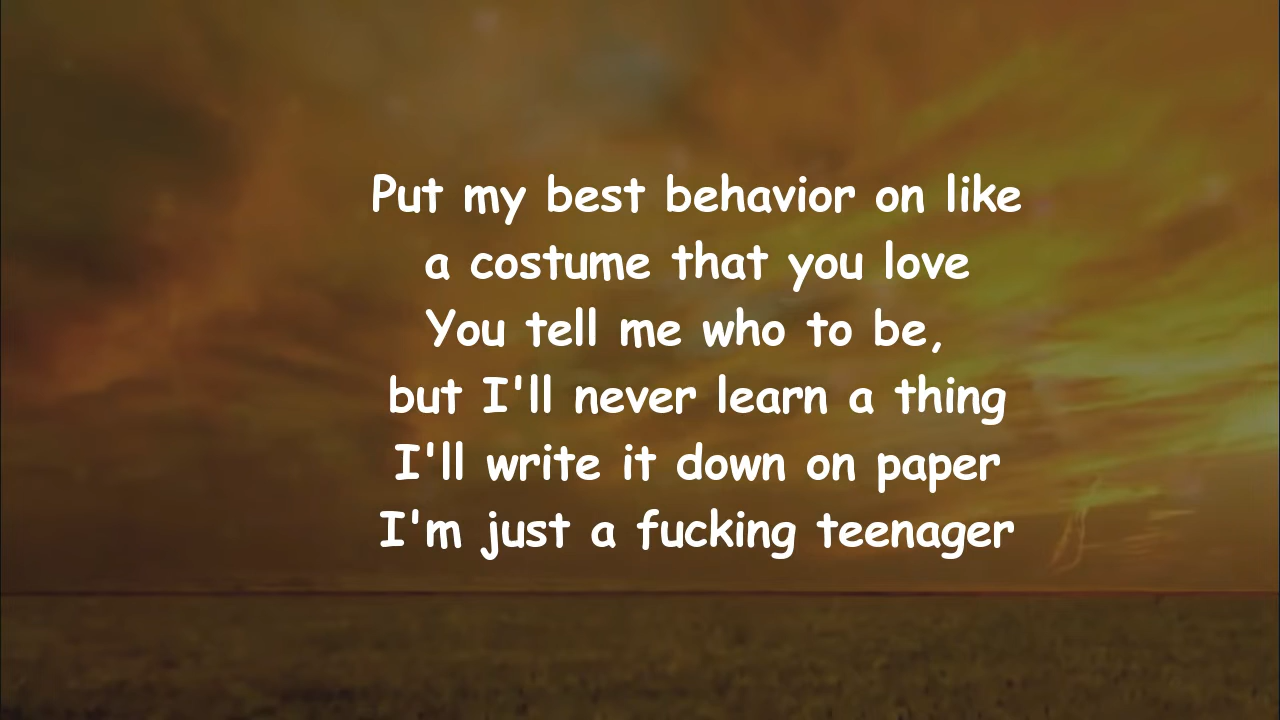 Put my best behavior on like
a costume that you love
You tell me who to be,
but I'll never learn a thing
I'll write it down on paper
I'm just a fucking teenager